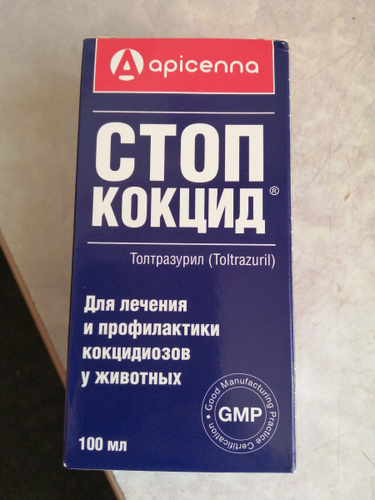 apicenna
СТОП
КОКЦИД®
Толтразурил (Toltrazuril)
Для лечения
и профилактики
кокцидиозов
у животных
Good Manufacturing
Practice Certification
GMP
100 мл